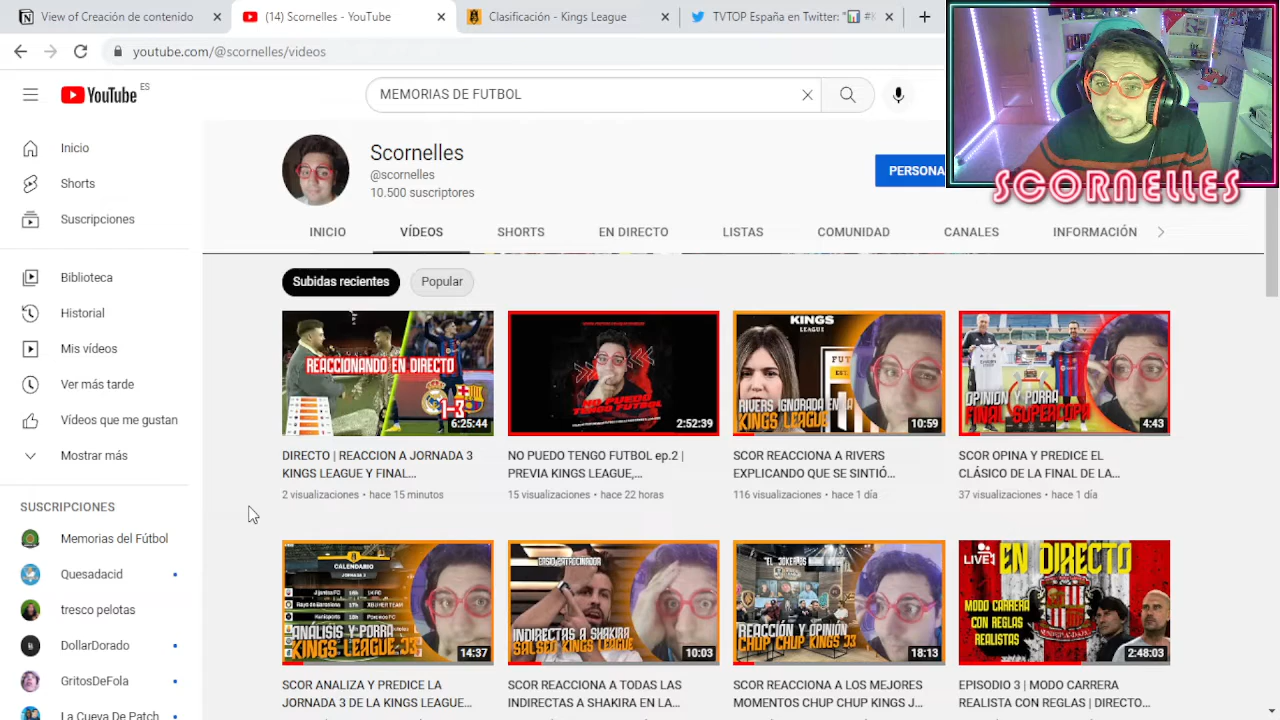 View of Creación de contenido
(14) Scornelles - YouTube
Clasificación - Kings League
TVTOP España en Twitter: "📊 #
youtube.com/@scornelles/videos
YouTube ES
MEMORIAS DE FUTBOL
Inicio
Shorts
Suscripciones
Biblioteca
Historial
Mis vídeos
Ver más tarde
Vídeos que me gustan
Mostrar más
SUSCRIPCIONES
Memorias del Fútbol
Quesadacid
tresco pelotas
DollarDorado
GritosDeFola
La Cueva De Patch
Scornelles
@scornelles
10.500 suscriptores
PERSONA
SCORNELLES
INICIO
VÍDEOS
SHORTS
EN DIRECTO
LISTAS
COMUNIDAD
CANALES
INFORMACIÓN
Subidas recientes
Popular
REACCIONANDO EN DIRECTO
1-3
6:25:44
DIRECTO | REACCION A JORNADA 3
KINGS LEAGUE Y FINAL...
2 visualizaciones • hace 15 minutos
NO PUEDO
TENGO FUTBOL
2:52:39
NO PUEDO TENGO FUTBOL ep.2 |
PREVIA KINGS LEAGUE,...
15 visualizaciones • hace 22 horas
KINGS
LEAGUE
RIVERS IGNORADA EN LA
KINGS LEAGUE
10:59
SCOR REACCIONA A RIVERS
EXPLICANDO QUE SE SINTIÓ...
116 visualizaciones • hace 1 día
OPINIÓN Y PORRA
FINAL SUPERCOPA
4:43
SCOR OPINA Y PREDICE EL
CLÁSICO DE LA FINAL DE LA...
37 visualizaciones • hace 1 día
CALENDARIO
JORNADA 3
ANÁLISIS Y PORRA
KINGS LEAGUE J3
14:37
SCOR ANALIZA Y PREDICE LA
JORNADA 3 DE LA KINGS LEAGUE...
CASIO PATROCINADOR
INDIRECTAS A SHAKIRA
SALSEO KINGS LEAGUE
10:03
SCOR REACCIONA A TODAS LAS
INDIRECTAS A SHAKIRA EN LA...
REACCIÓN Y OPINIÓN
CHUP CHUP KINGS J3
18:13
SCOR REACCIONA A LOS MEJORES
MOMENTOS CHUP CHUP KINGS J...
LIVE!
EN DIRECTO
MODO CARRERA
CON REGLAS
REALISTAS
2:48:03
EPISODIO 3 | MODO CARRERA
REALISTA CON REGLAS | DIRECTO...